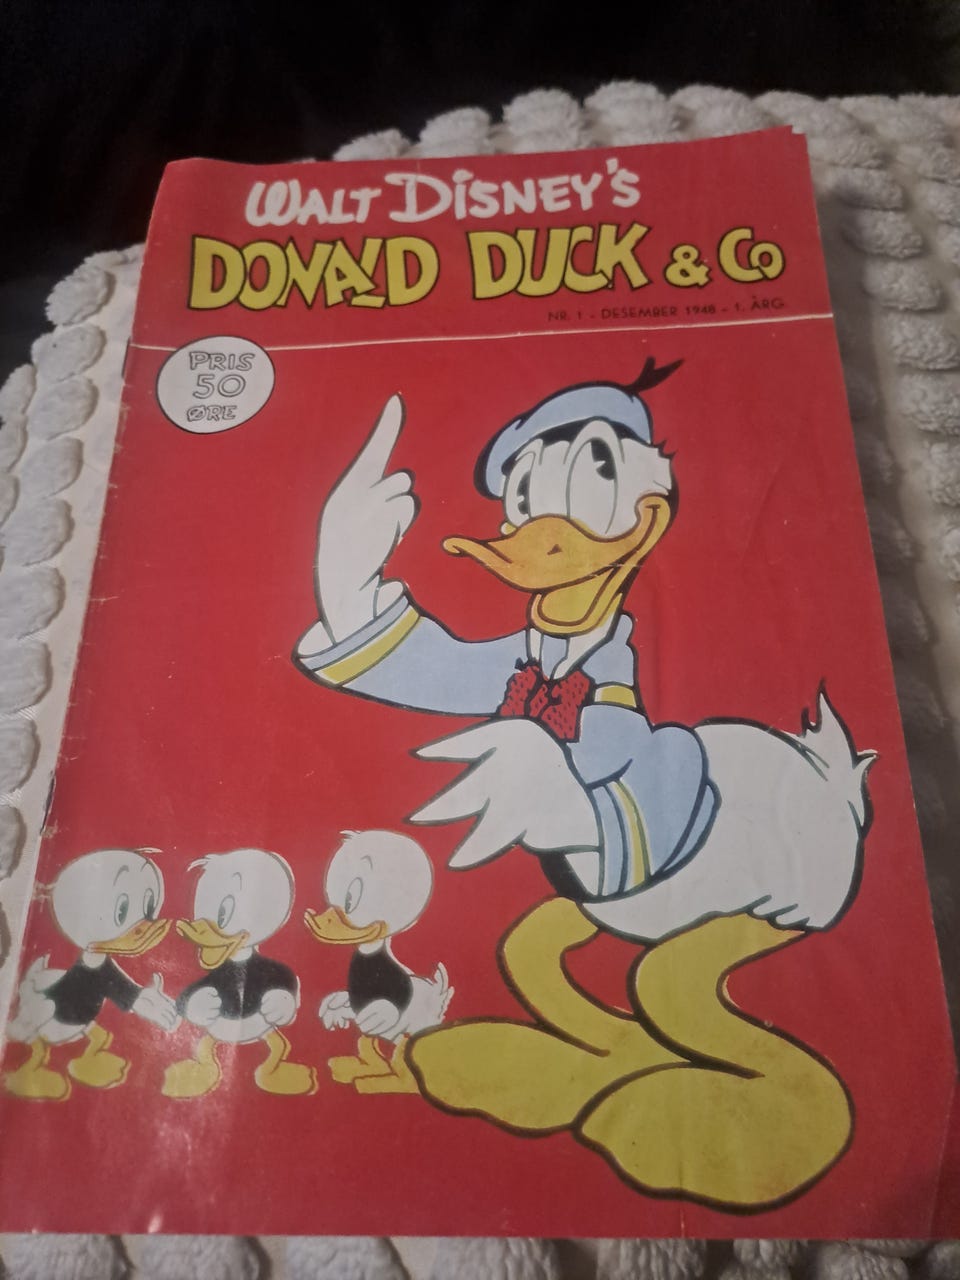 WALT DISNEY'S
DONALD DUCK & Co
NR. 1 - DESEMBER 1948 - 1. ÅRG.
PRIS
50
ØRE